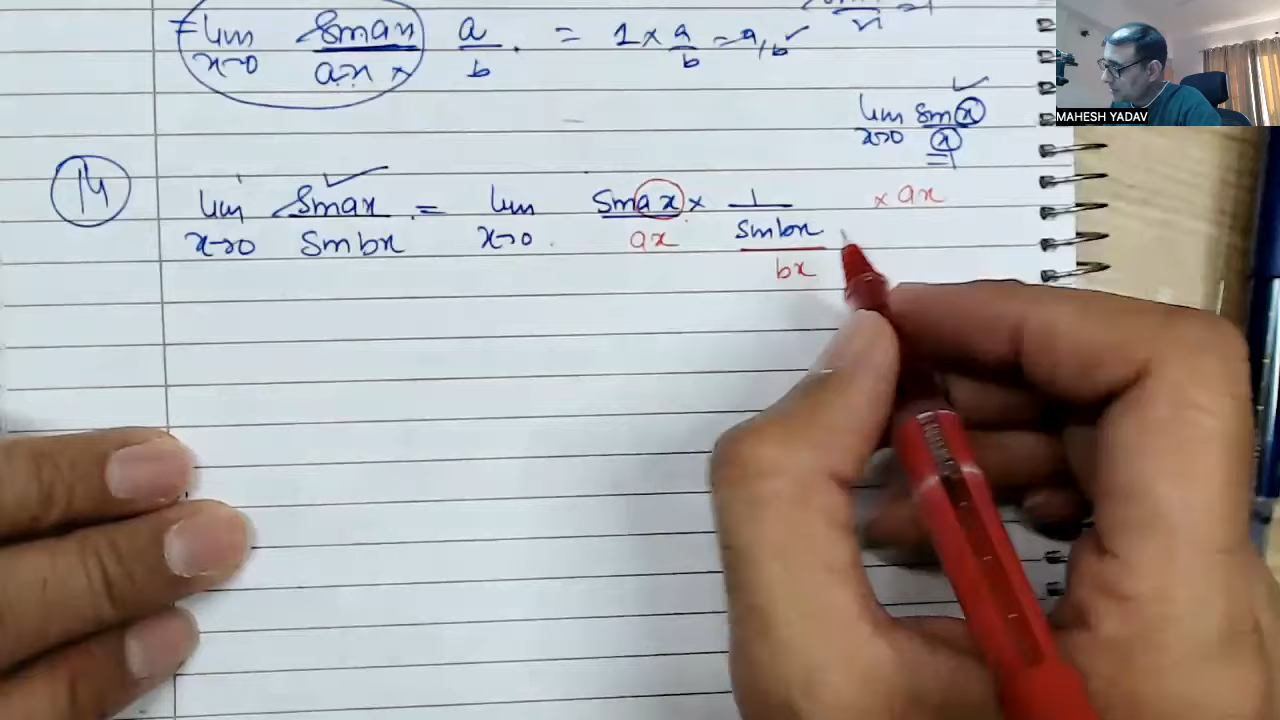 = lim x→0 sin ax / ax × a/b . = 1 × a/b = a/b ✓
lim x→0 sin x / x = 1
MAHESH YADAV
14 lim x→0 sin ax / sin bx . = lim x→0 . sin ax / ax × 1 / (sin bx / bx) × ax